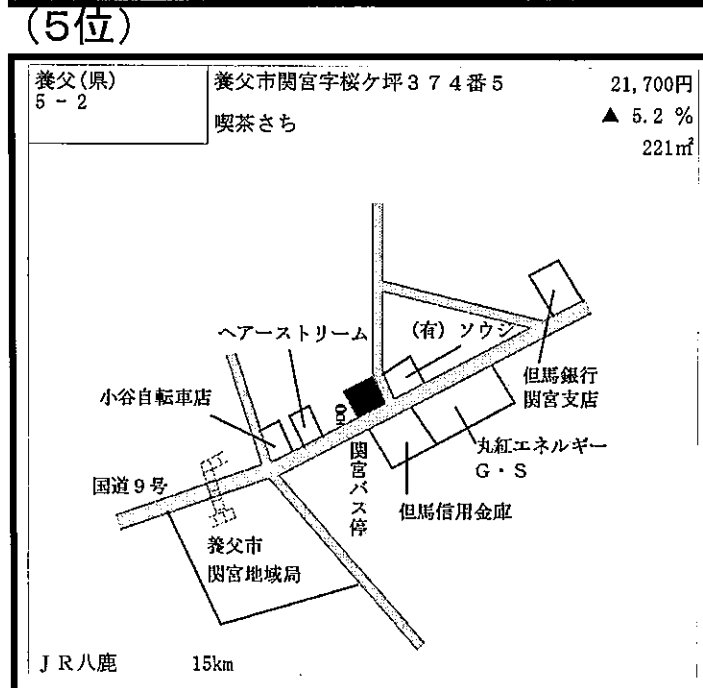 (5位)
養父(県)
5-2
養父市関宮字桜ケ坪374番5
喫茶さち
21,700円
▲ 5.2 %
221㎡
ヘアーストリーム
(有) ソウシ
小谷自転車店
但馬銀行
関宮支店
丸紅エネルギー
G・S
国道9号
関宮バス停
但馬信用金庫
養父市
関宮地域局
JR八鹿 15km